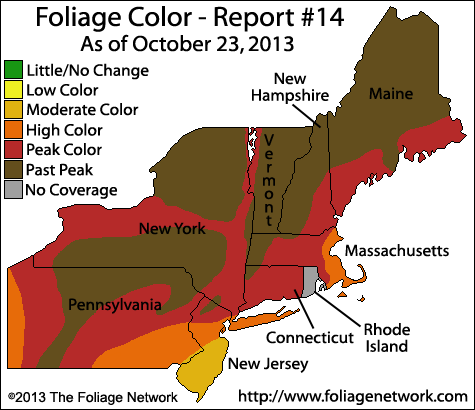 Foliage Color - Report #14
As of October 23, 2013
Little/No Change
Low Color
Moderate Color
High Color
Peak Color
Past Peak
No Coverage
New
Hampshire
Maine
Vermont
New York
Massachusetts
Pennsylvania
Connecticut
Rhode
Island
New Jersey
©2013 The Foliage Network
http://www.foliagenetwork.com